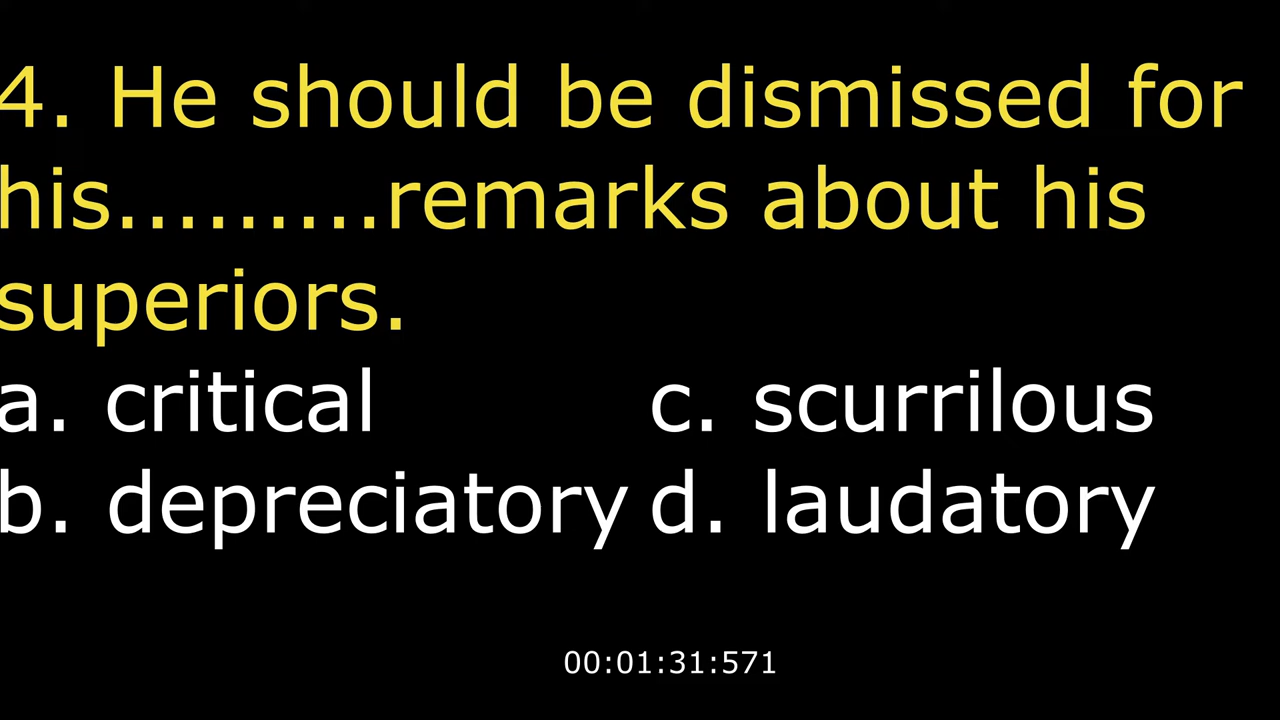 4. He should be dismissed for
his.........remarks about his
superiors.
a. critical c. scurrilous
b. depreciatory d. laudatory
00:01:31:571